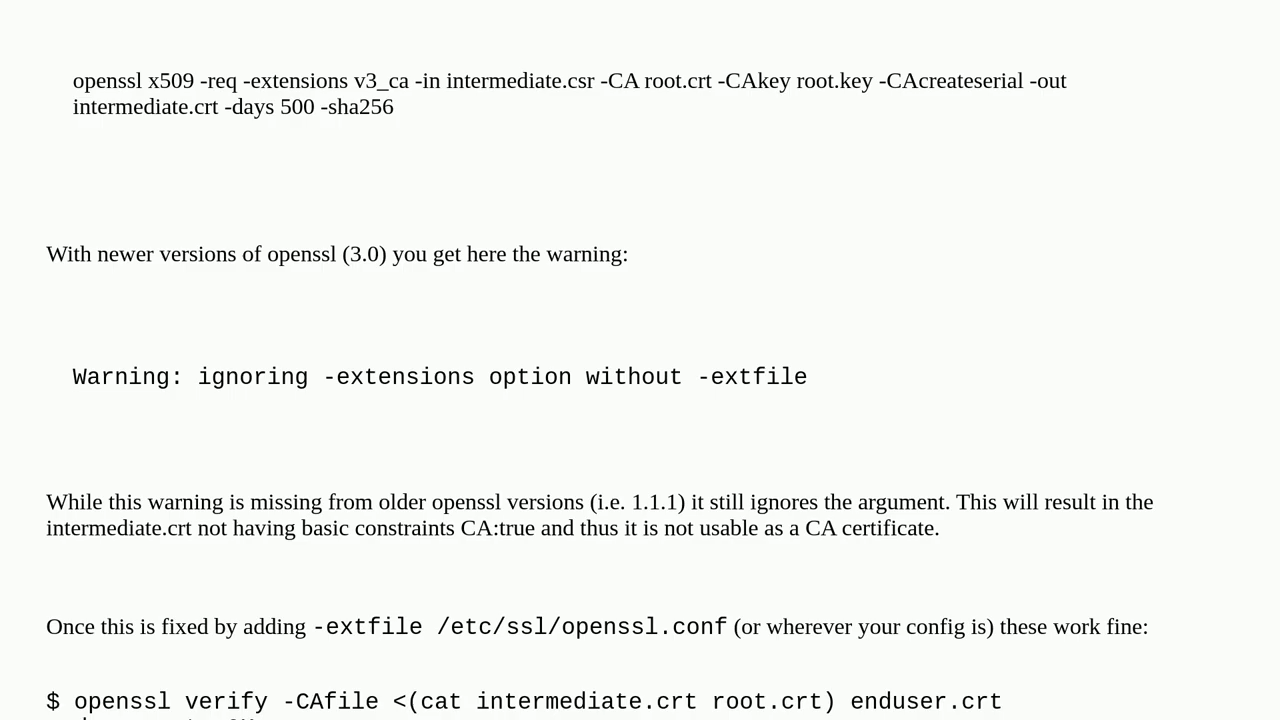 openssl x509 -req -extensions v3_ca -in intermediate.csr -CA root.crt -CAkey root.key -CAcreateserial -out
intermediate.crt -days 500 -sha256
With newer versions of openssl (3.0) you get here the warning:
Warning: ignoring -extensions option without -extfile
While this warning is missing from older openssl versions (i.e. 1.1.1) it still ignores the argument. This will result in the
intermediate.crt not having basic constraints CA:true and thus it is not usable as a CA certificate.
Once this is fixed by adding -extfile /etc/ssl/openssl.conf (or wherever your config is) these work fine:
$ openssl verify -CAfile <(cat intermediate.crt root.crt) enduser.crt